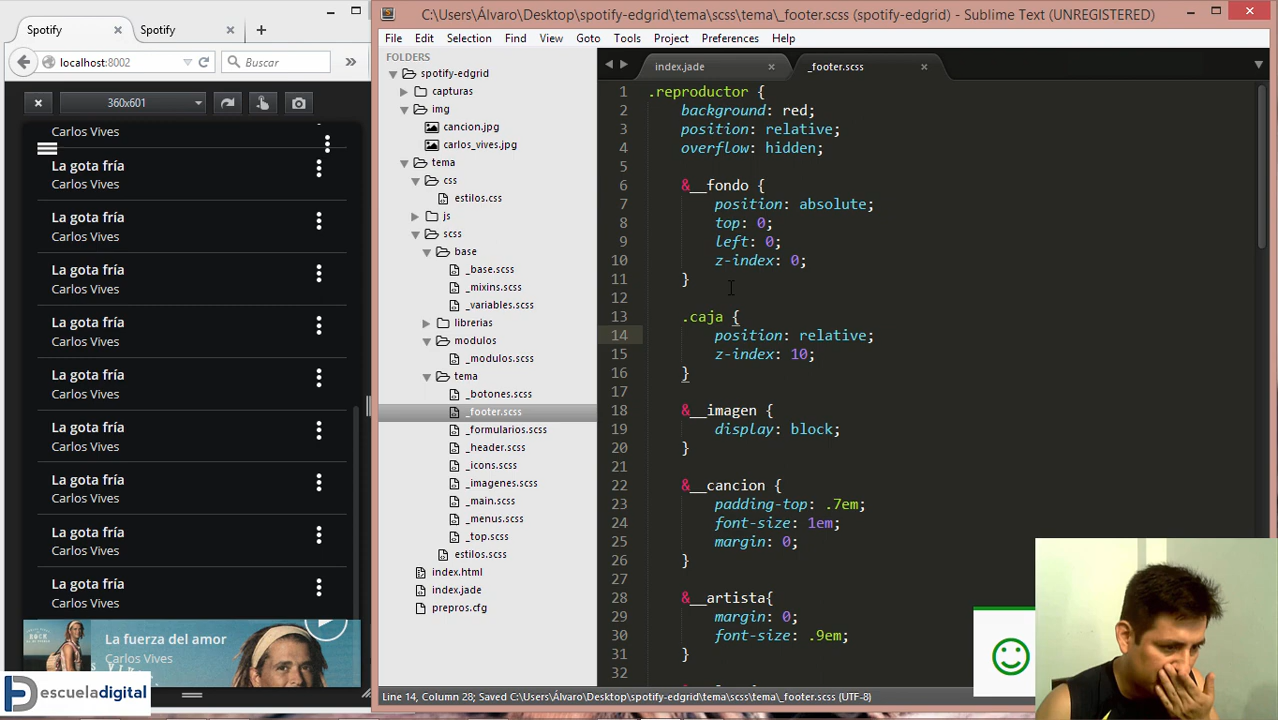 C:\Users\Álvaro\Desktop\spotify-edgrid\tema\scss\tema\_footer.scss (spotify-edgrid) - Sublime Text (UNREGISTERED)
Spotify
Spotify
File Edit Selection Find View Goto Tools Project Preferences Help
localhost:8002
Buscar
360x601
Carlos Vives
La gota fría
Carlos Vives
La gota fría
Carlos Vives
La gota fría
Carlos Vives
La gota fría
Carlos Vives
La gota fría
Carlos Vives
La gota fría
Carlos Vives
La gota fría
Carlos Vives
La gota fría
Carlos Vives
La gota fría
Carlos Vives
La fuerza del amor
Carlos Vives
escueladigital
FOLDERS
spotify-edgrid
capturas
img
cancion.jpg
carlos_vives.jpg
tema
css
estilos.css
js
scss
base
_base.scss
_mixins.scss
_variables.scss
librerias
modulos
_modulos.scss
tema
_botones.scss
_footer.scss
_formularios.scss
_header.scss
_icons.scss
_imagenes.scss
_main.scss
_menus.scss
_top.scss
estilos.scss
index.html
index.jade
prepros.cfg
index.jade
_footer.scss
1 .reproductor {
2 background: red;
3 position: relative;
4 overflow: hidden;
5
6 &__fondo {
7 position: absolute;
8 top: 0;
9 left: 0;
10 z-index: 0;
11 }
12
13 .caja {
14 position: relative;
15 z-index: 10;
16 }
17
18 &__imagen {
19 display: block;
20 }
21
22 &__cancion {
23 padding-top: .7em;
24 font-size: 1em;
25 margin: 0;
26 }
27
28 &__artista{
29 margin: 0;
30 font-size: .9em;
31 }
32
Line 14, Column 28; Saved C:\Users\Álvaro\Desktop\spotify-edgrid\tema\scss\tema\_footer.scss (UTF-8)